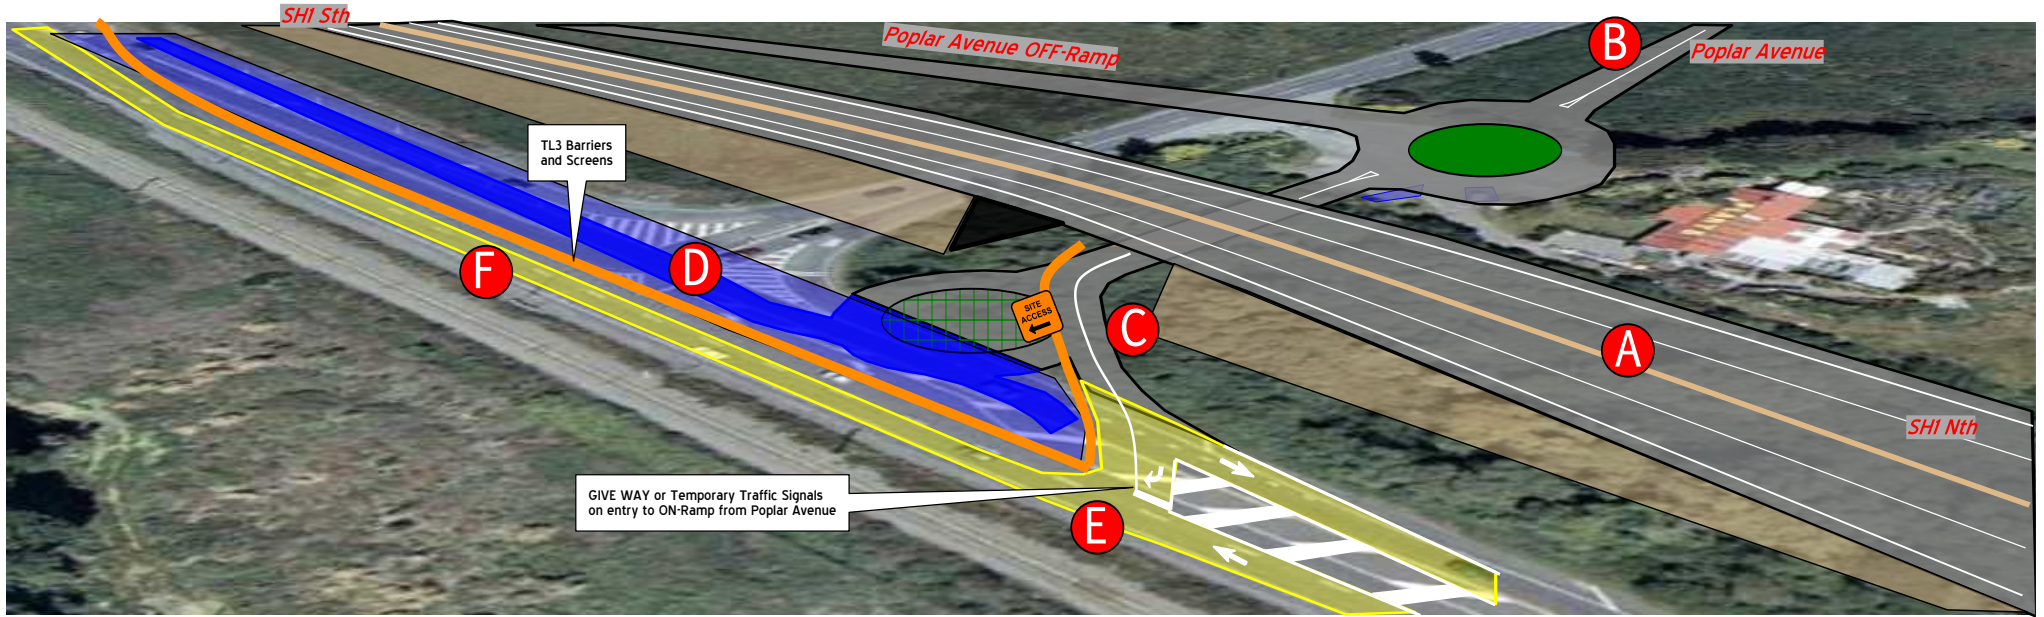 SH1 Sth
Poplar Avenue OFF-Ramp
B
Poplar Avenue
TL3 Barriers
and Screens
F
D
SITE
ACCESS
C
A
SH1 Nth
GIVE WAY or Temporary Traffic Signals
on entry to ON-Ramp from Poplar Avenue
E